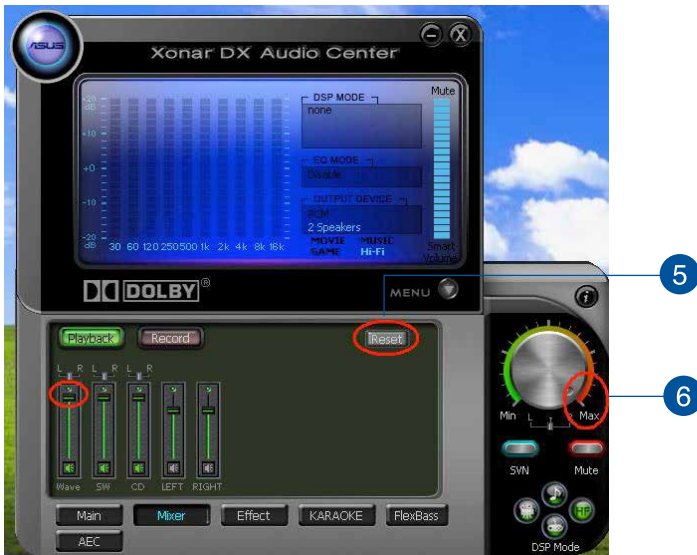 ASUS
Xonar DX Audio Center
Mute
+20
dB
+10
+0
-10
-20
dB
30 60 120 250 500 1k 2k 4k 8k 16k
DSP MODE
none
EQ MODE
Disable
OUTPUT DEVICE
PCM
2 Speakers
MOVIE MUSIC
GAME Hi-Fi
Smart
Volume
DOLBY®
MENU
5
Playback Record Reset
L R L R L R
Wave SW CD LEFT RIGHT
Main Mixer Effect KARAOKE FlexBass
AEC
i
Min L R Max
6
SVN Mute
HF
DSP Mode